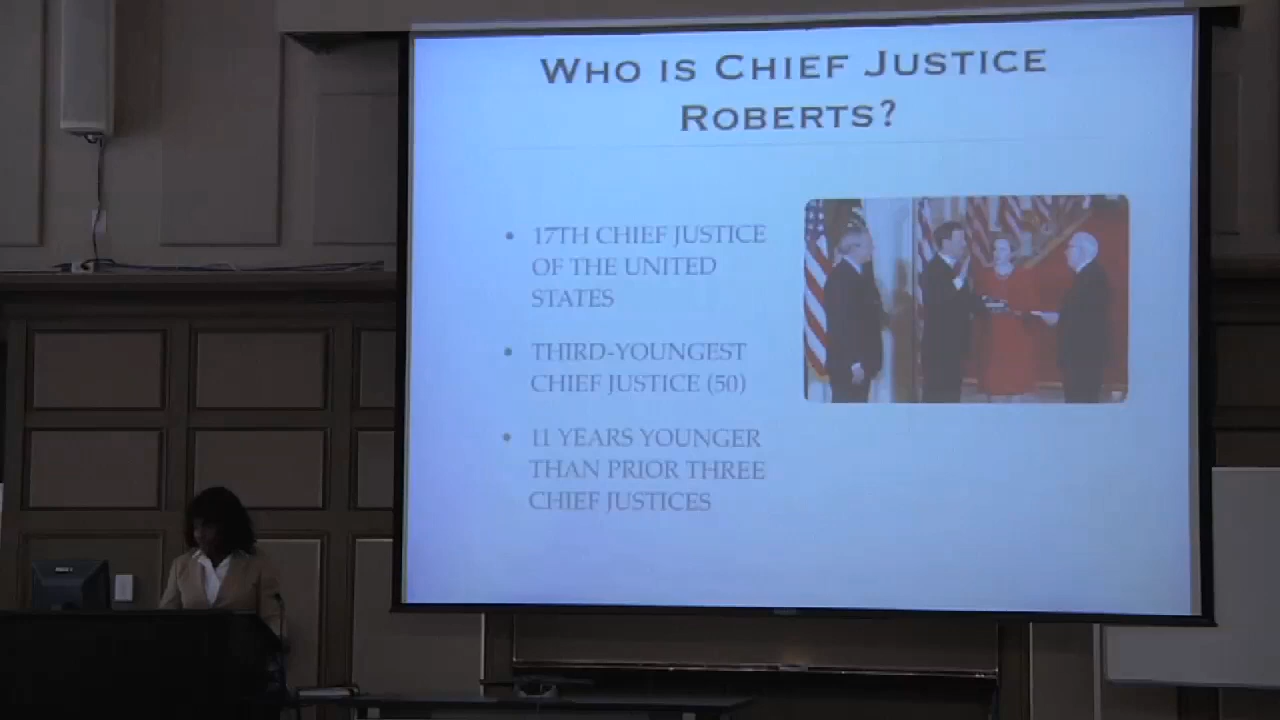 WHO IS CHIEF JUSTICE
ROBERTS?
• 17TH CHIEF JUSTICE
OF THE UNITED
STATES
• THIRD-YOUNGEST
CHIEF JUSTICE (50)
• 11 YEARS YOUNGER
THAN PRIOR THREE
CHIEF JUSTICES